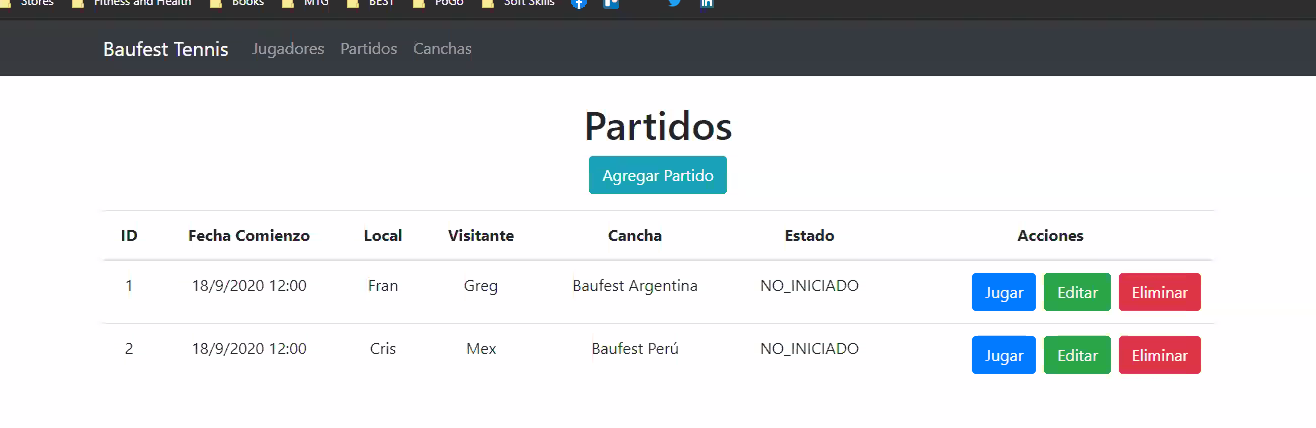 Stores Fitness and Health Books MTG BEST PoGo Soft Skills
Baufest Tennis Jugadores Partidos Canchas
Partidos
Agregar Partido
ID Fecha Comienzo Local Visitante Cancha Estado Acciones
1 18/9/2020 12:00 Fran Greg Baufest Argentina NO_INICIADO Jugar Editar Eliminar
2 18/9/2020 12:00 Cris Mex Baufest Perú NO_INICIADO Jugar Editar Eliminar